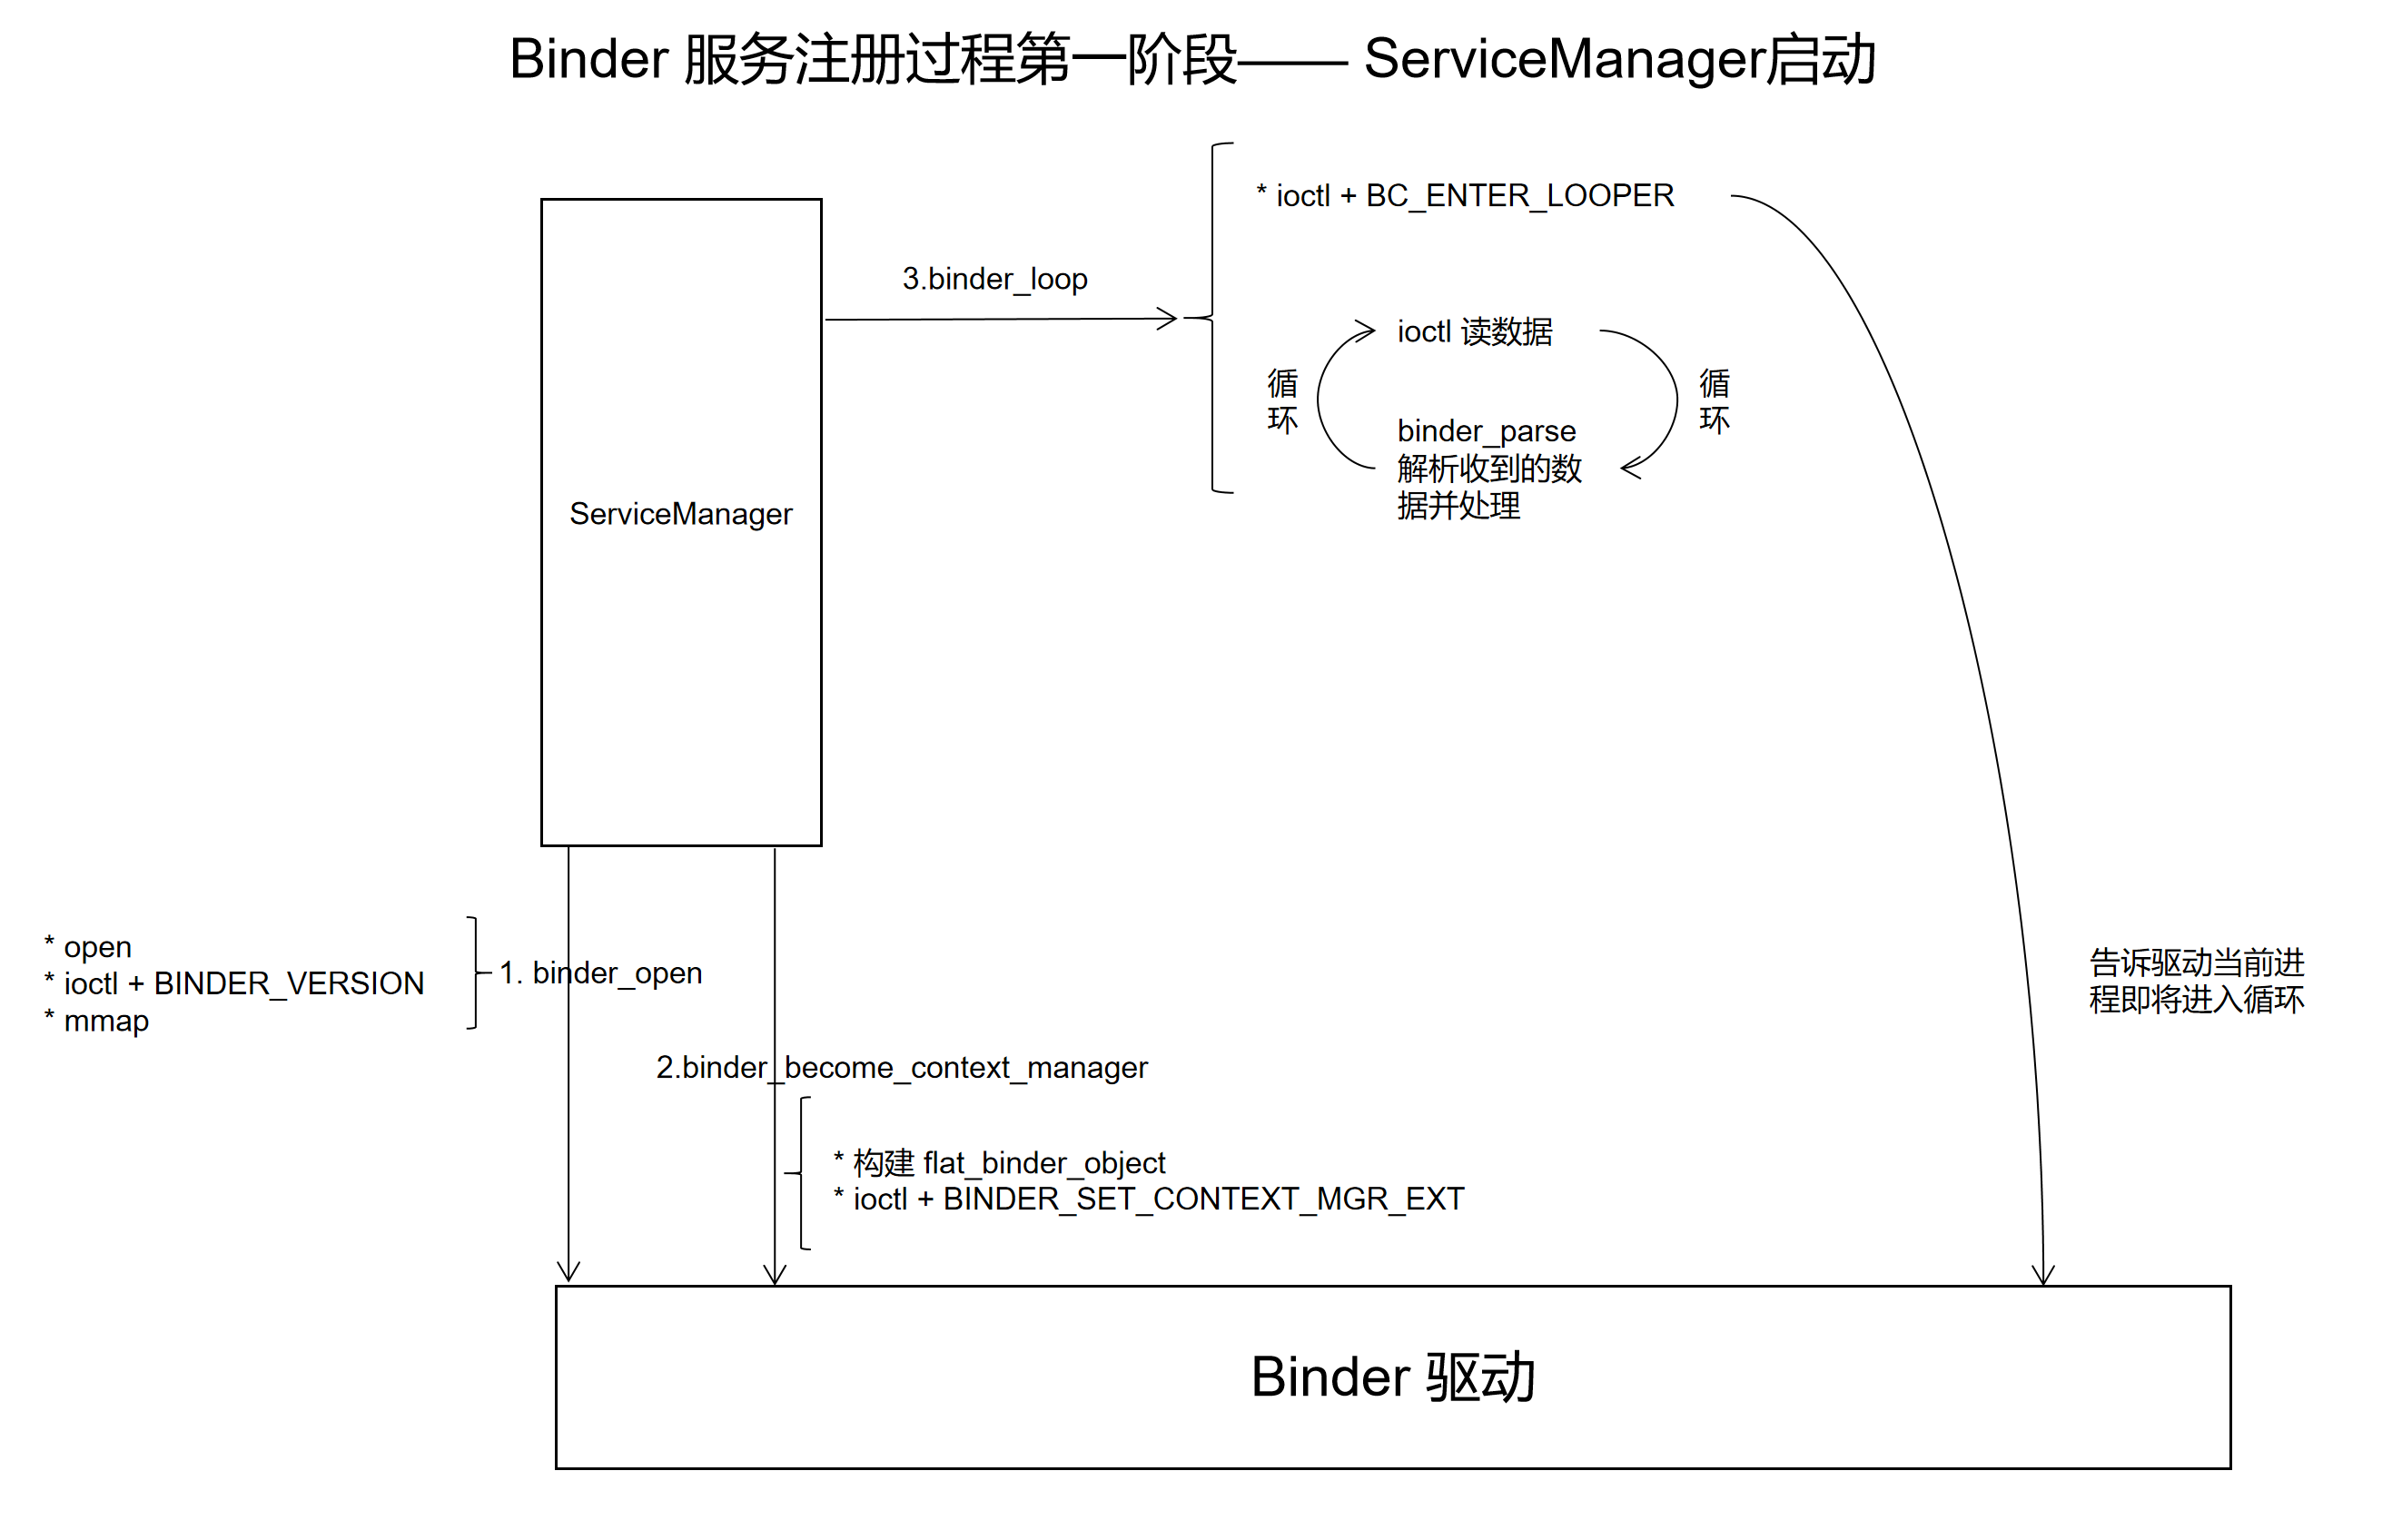 Binder 服务注册过程第一阶段—— ServiceManager启动
* ioctl + BC_ENTER_LOOPER
3.binder_loop
ioctl 读数据
循
环
循
环
binder_parse
解析收到的数
据并处理
ServiceManager
* open
* ioctl + BINDER_VERSION
* mmap
1. binder_open
告诉驱动当前进
程即将进入循环
2.binder_become_context_manager
* 构建 flat_binder_object
* ioctl + BINDER_SET_CONTEXT_MGR_EXT
Binder 驱动